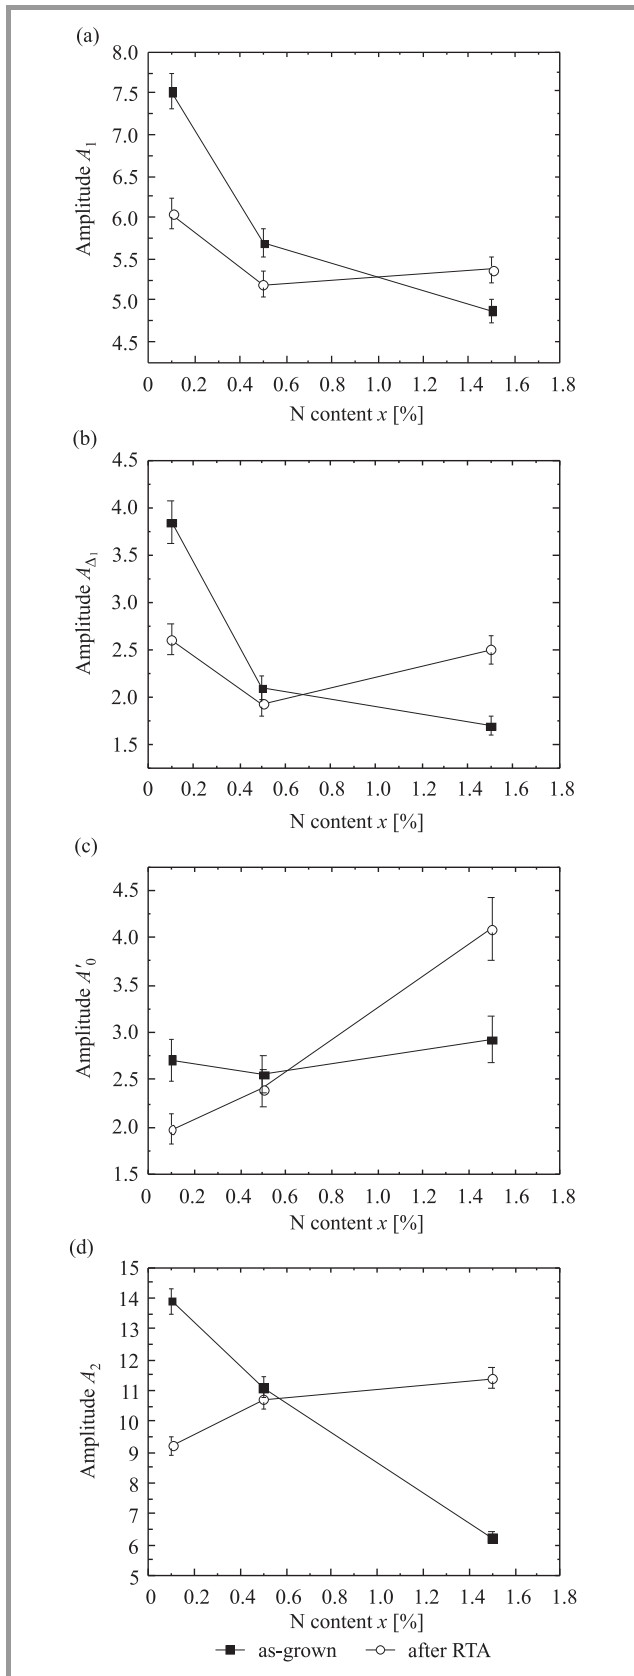 (a)
8.0
7.5
7.0
6.5
6.0
5.5
5.0
4.5
Amplitude A₁
0 0.2 0.4 0.6 0.8 1.0 1.2 1.4 1.6 1.8
N content x [%]
(b)
4.5
4.0
3.5
3.0
2.5
2.0
1.5
Amplitude A_Δ₁
0 0.2 0.4 0.6 0.8 1.0 1.2 1.4 1.6 1.8
N content x [%]
(c)
4.5
4.0
3.5
3.0
2.5
2.0
1.5
Amplitude A′₀
0 0.2 0.4 0.6 0.8 1.0 1.2 1.4 1.6 1.8
N content x [%]
(d)
15
14
13
12
11
10
9
8
7
6
5
Amplitude A₂
0 0.2 0.4 0.6 0.8 1.0 1.2 1.4 1.6 1.8
N content x [%]
as-grown after RTA